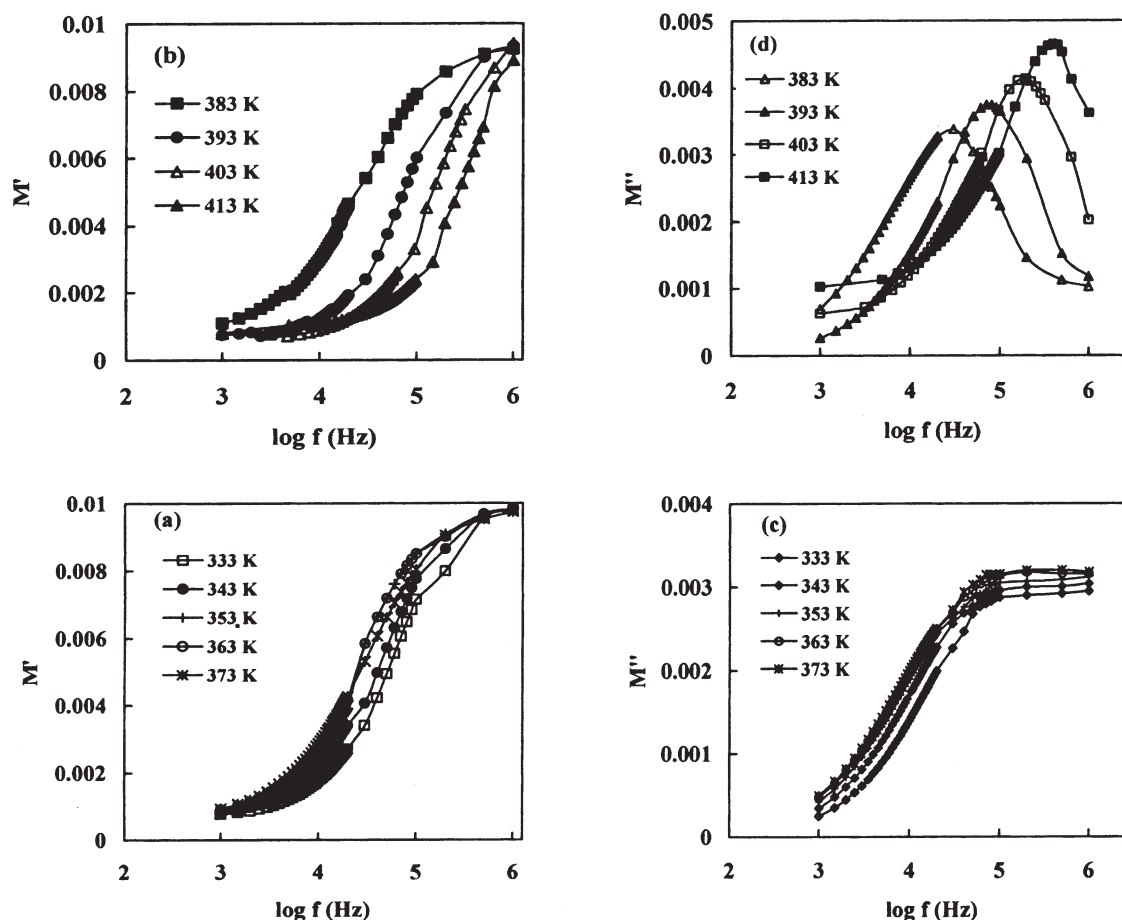 0.01
0.008
0.006
0.004
0.002
0
M'
(b)
383 K
393 K
403 K
413 K
2 3 4 5 6
log f (Hz)
0.005
0.004
0.003
0.002
0.001
0
M''
(d)
383 K
393 K
403 K
413 K
2 3 4 5 6
log f (Hz)
0.01
0.008
0.006
0.004
0.002
0
M'
(a)
333 K
343 K
353 K
363 K
373 K
2 3 4 5 6
log f (Hz)
0.004
0.003
0.002
0.001
0
M''
(c)
333 K
343 K
353 K
363 K
373 K
2 3 4 5 6
log f (Hz)